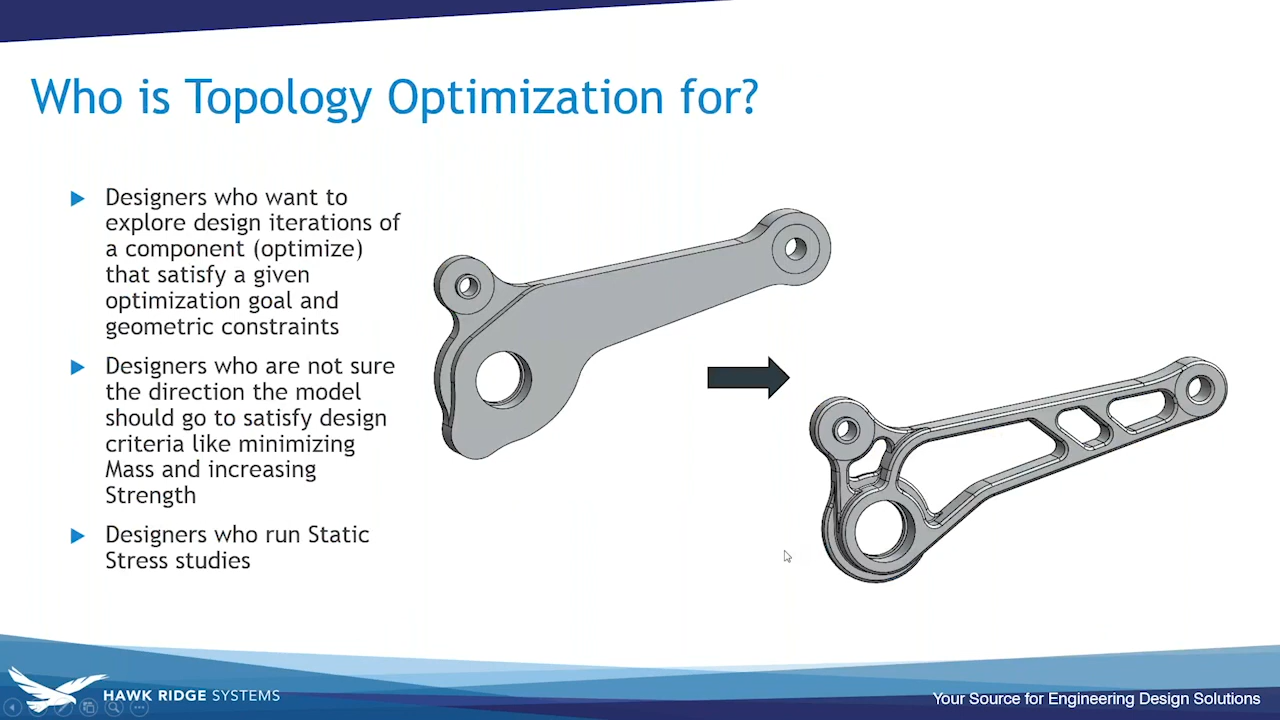 Who is Topology Optimization for?
Designers who want to
explore design iterations of
a component (optimize)
that satisfy a given
optimization goal and
geometric constraints
Designers who are not sure
the direction the model
should go to satisfy design
criteria like minimizing
Mass and increasing
Strength
Designers who run Static
Stress studies
HAWK RIDGE SYSTEMS
Your Source for Engineering Design Solutions